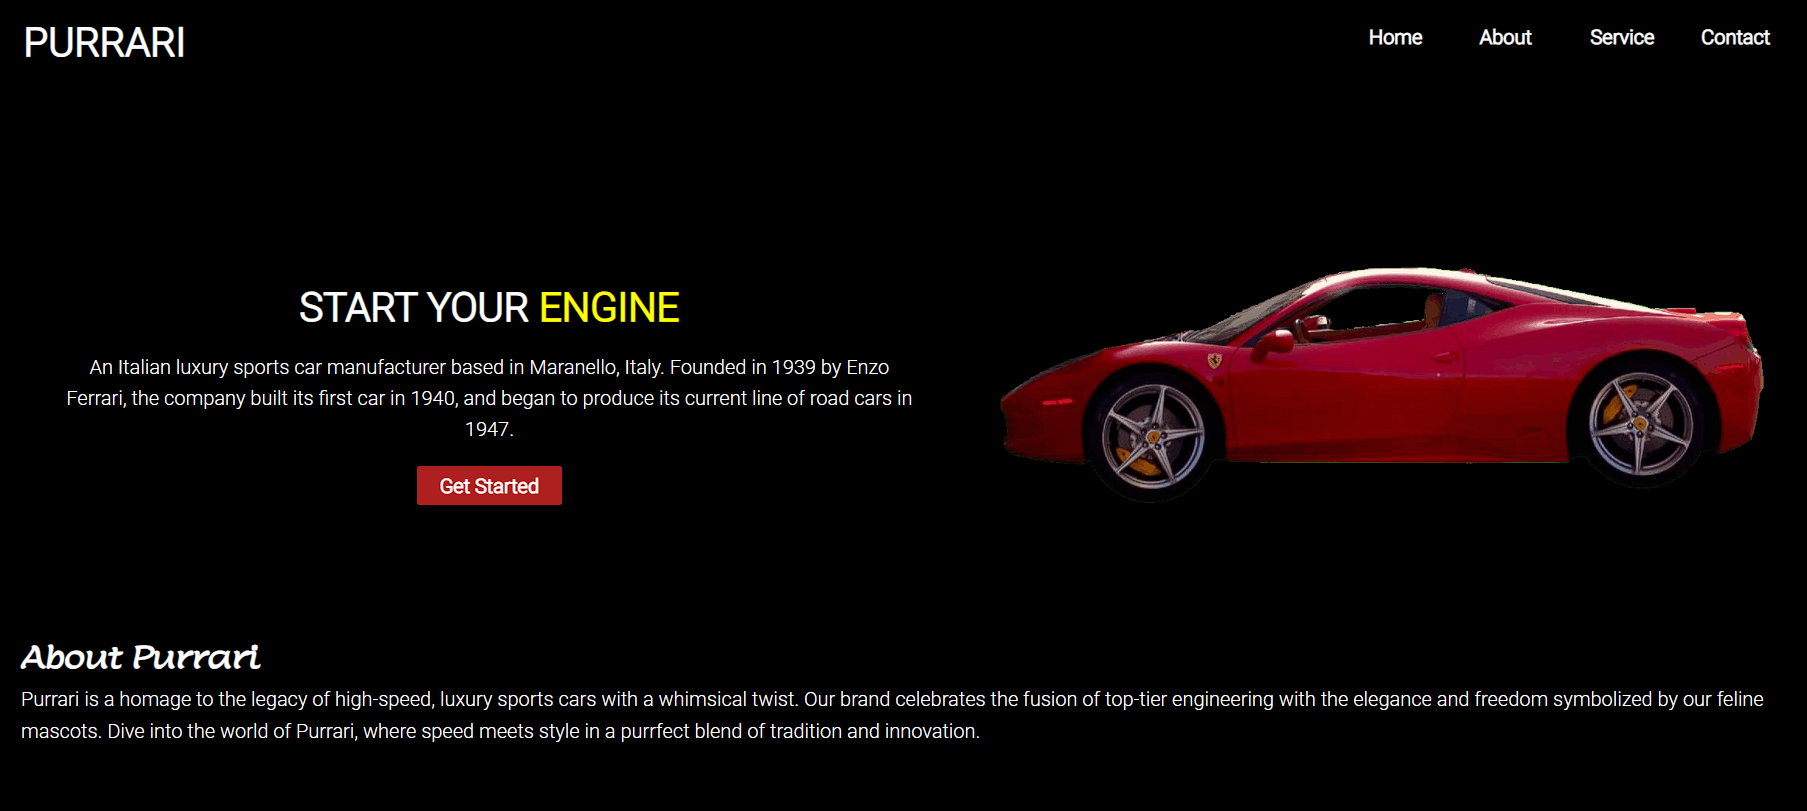 PURRARI
Home About Service Contact
START YOUR ENGINE
An Italian luxury sports car manufacturer based in Maranello, Italy. Founded in 1939 by Enzo
Ferrari, the company built its first car in 1940, and began to produce its current line of road cars in
1947.
Get Started
About Purrari
Purrari is a homage to the legacy of high-speed, luxury sports cars with a whimsical twist. Our brand celebrates the fusion of top-tier engineering with the elegance and freedom symbolized by our feline
mascots. Dive into the world of Purrari, where speed meets style in a purrfect blend of tradition and innovation.